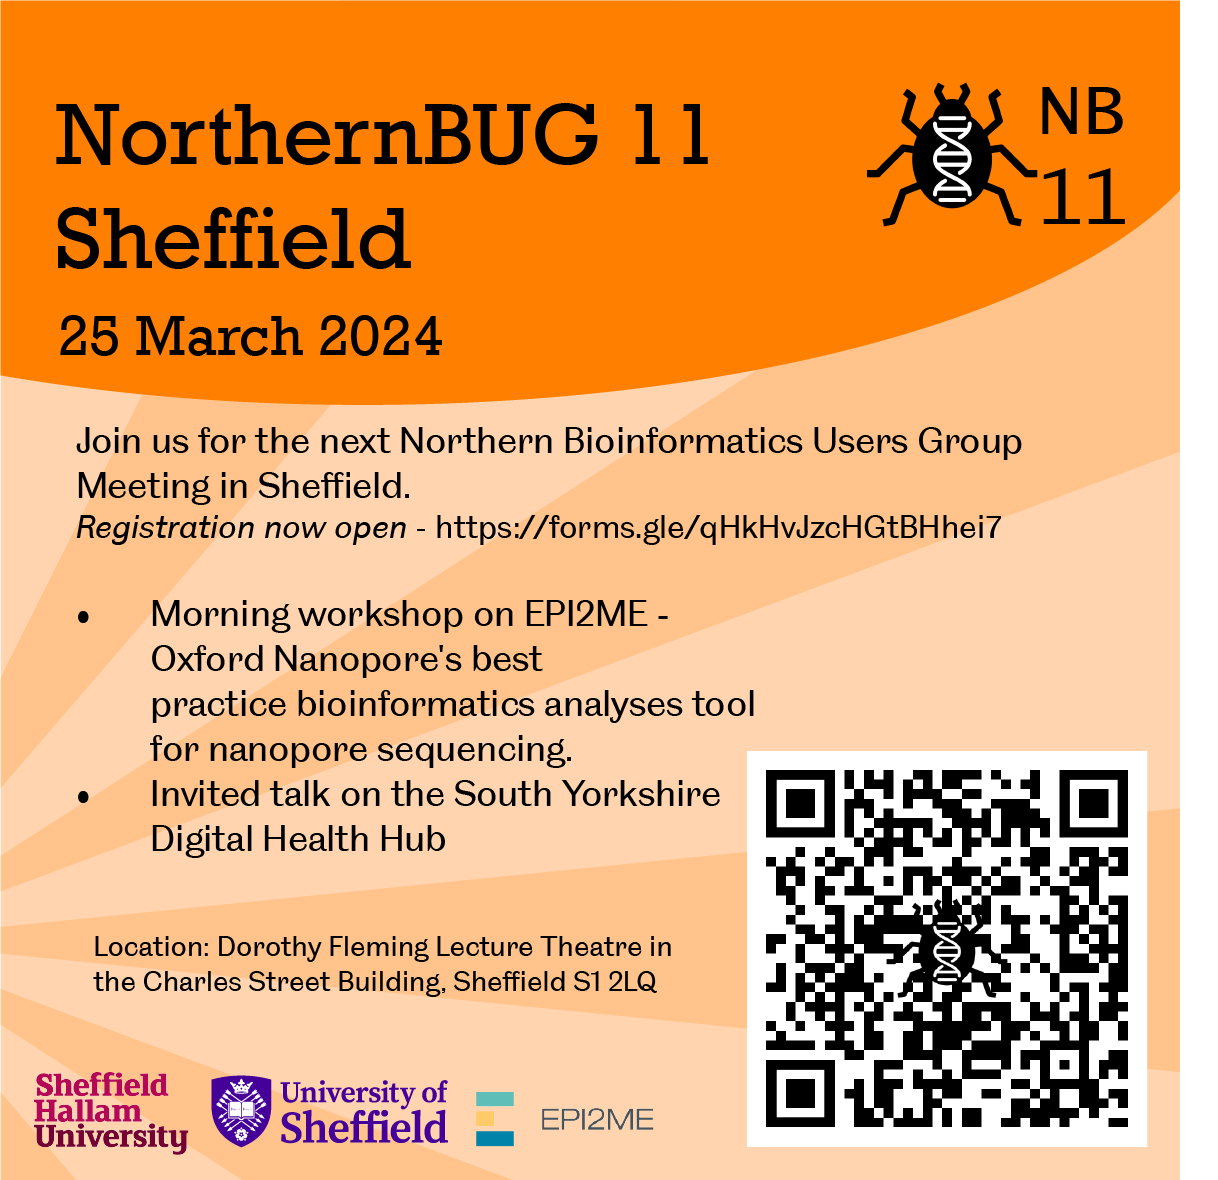 NorthernBUG 11
Sheffield
25 March 2024
NB
11
Join us for the next Northern Bioinformatics Users Group
Meeting in Sheffield.
Registration now open - https://forms.gle/qHkHvJzcHGtBHhei7
• Morning workshop on EPI2ME -
Oxford Nanopore's best
practice bioinformatics analyses tool
for nanopore sequencing.
• Invited talk on the South Yorkshire
Digital Health Hub
Location: Dorothy Fleming Lecture Theatre in
the Charles Street Building, Sheffield S1 2LQ
Sheffield
Hallam
University
University of
Sheffield
EPI2ME